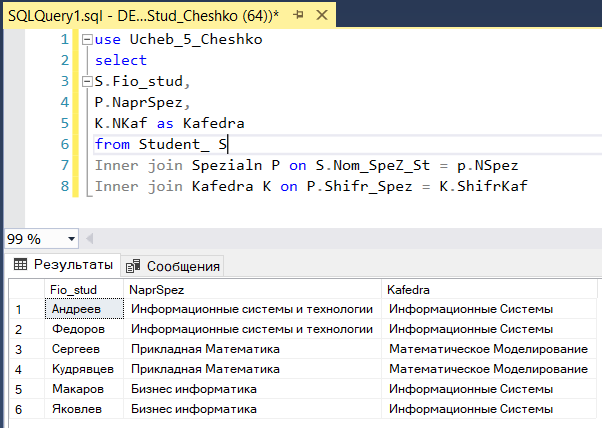 SQLQuery1.sql - DE...Stud_Cheshko (64))*
1 use Ucheb_5_Cheshko
2 select
3 S.Fio_stud,
4 P.NaprSpez,
5 K.NKaf as Kafedra
6 from Student_ S
7 Inner join Spezialn P on S.Nom_SpeZ_St = p.NSpez
8 Inner join Kafedra K on P.Shifr_Spez = K.ShifrKaf
99 %
Результаты Сообщения
Fio_stud NaprSpez Kafedra
1 Андреев Информационные системы и технологии Информационные Системы
2 Федоров Информационные системы и технологии Информационные Системы
3 Сергеев Прикладная Математика Математическое Моделирование
4 Кудрявцев Прикладная Математика Математическое Моделирование
5 Макаров Бизнес информатика Информационные Системы
6 Яковлев Бизнес информатика Информационные Системы